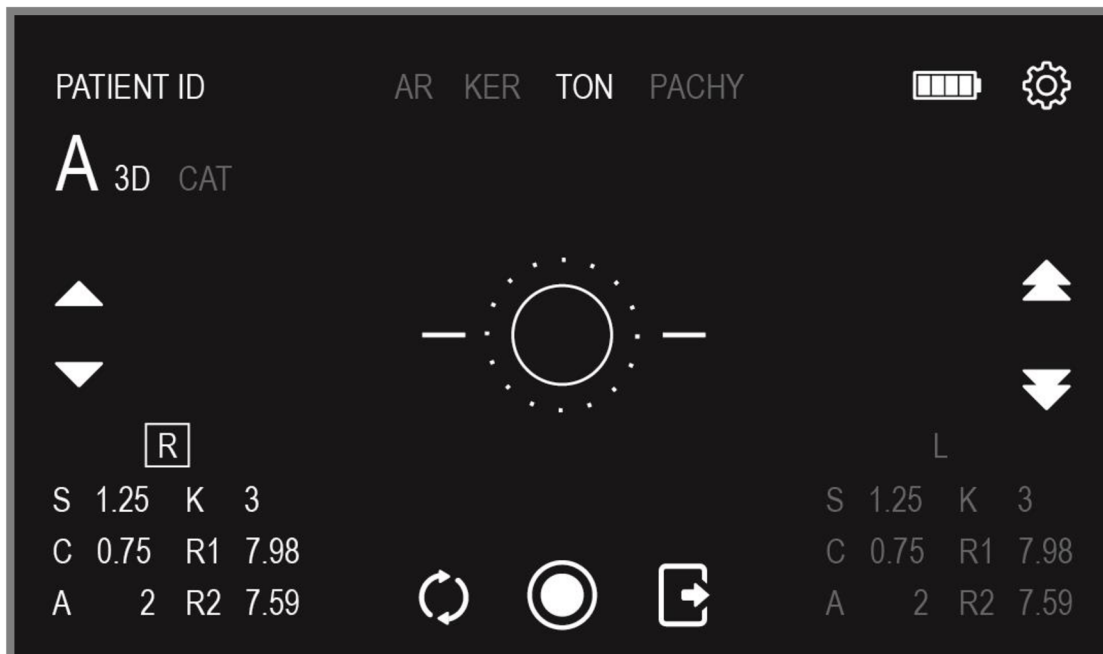 PATIENT ID AR KER TON PACHY
A 3D CAT
R L
S 1.25 K 3 S 1.25 K 3
C 0.75 R1 7.98 C 0.75 R1 7.98
A 2 R2 7.59 A 2 R2 7.59